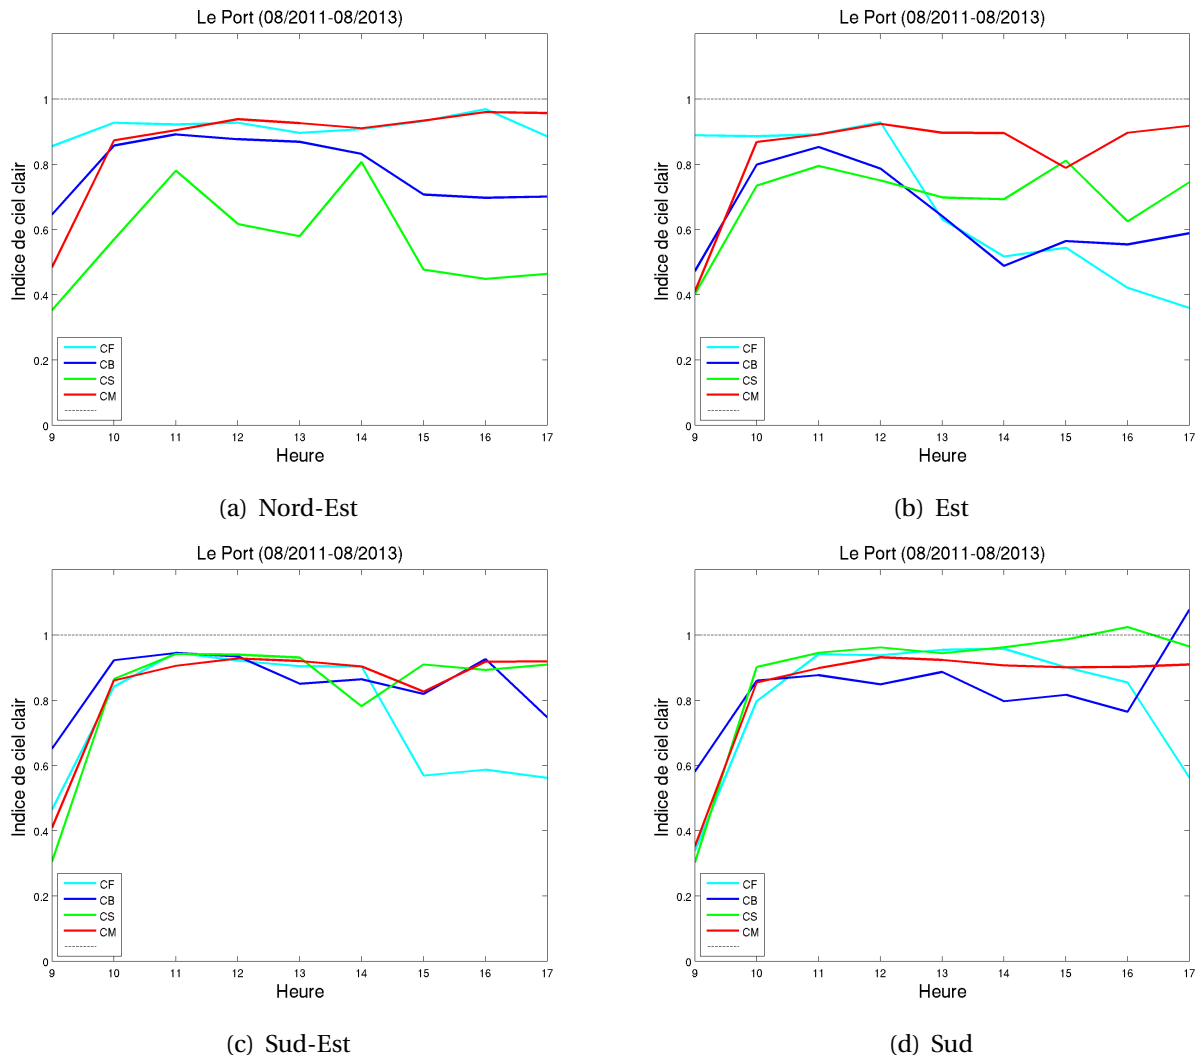 Le Port (08/2011-08/2013)
Indice de ciel clair
1
0.8
0.6
0.4
0.2
0
CF
CB
CS
CM
9 10 11 12 13 14 15 16 17
Heure
(a) Nord-Est
Le Port (08/2011-08/2013)
Indice de ciel clair
1
0.8
0.6
0.4
0.2
0
CF
CB
CS
CM
9 10 11 12 13 14 15 16 17
Heure
(b) Est
Le Port (08/2011-08/2013)
Indice de ciel clair
1
0.8
0.6
0.4
0.2
0
CF
CB
CS
CM
9 10 11 12 13 14 15 16 17
Heure
(c) Sud-Est
Le Port (08/2011-08/2013)
Indice de ciel clair
1
0.8
0.6
0.4
0.2
0
CF
CB
CS
CM
9 10 11 12 13 14 15 16 17
Heure
(d) Sud